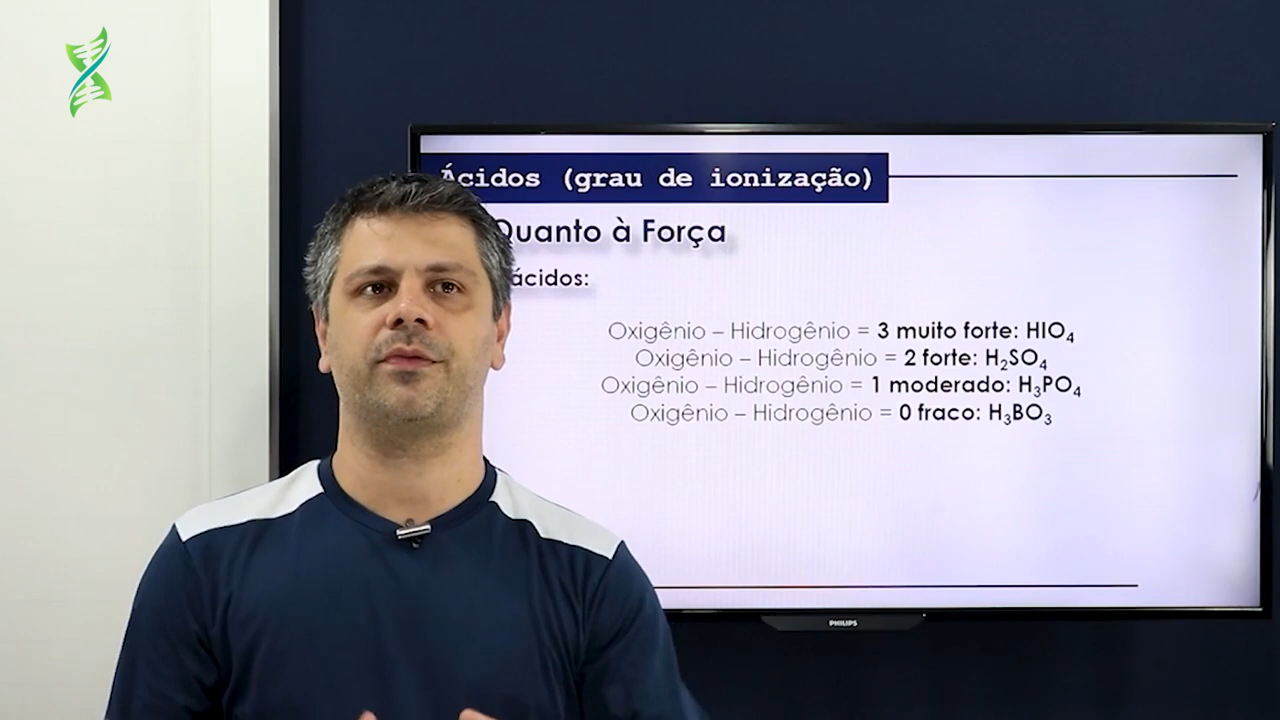 Ácidos (grau de ionização)
Quanto à Força
ácidos:
Oxigênio – Hidrogênio = 3 muito forte: HIO₄
Oxigênio – Hidrogênio = 2 forte: H₂SO₄
Oxigênio – Hidrogênio = 1 moderado: H₃PO₄
Oxigênio – Hidrogênio = 0 fraco: H₃BO₃
PHILIPS